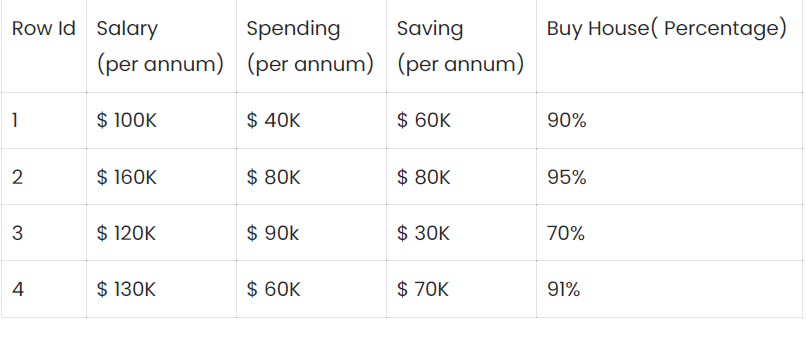 Row Id Salary (per annum) Spending (per annum) Saving (per annum) Buy House( Percentage)
1 $ 100K $ 40K $ 60K 90%
2 $ 160K $ 80K $ 80K 95%
3 $ 120K $ 90k $ 30K 70%
4 $ 130K $ 60K $ 70K 91%